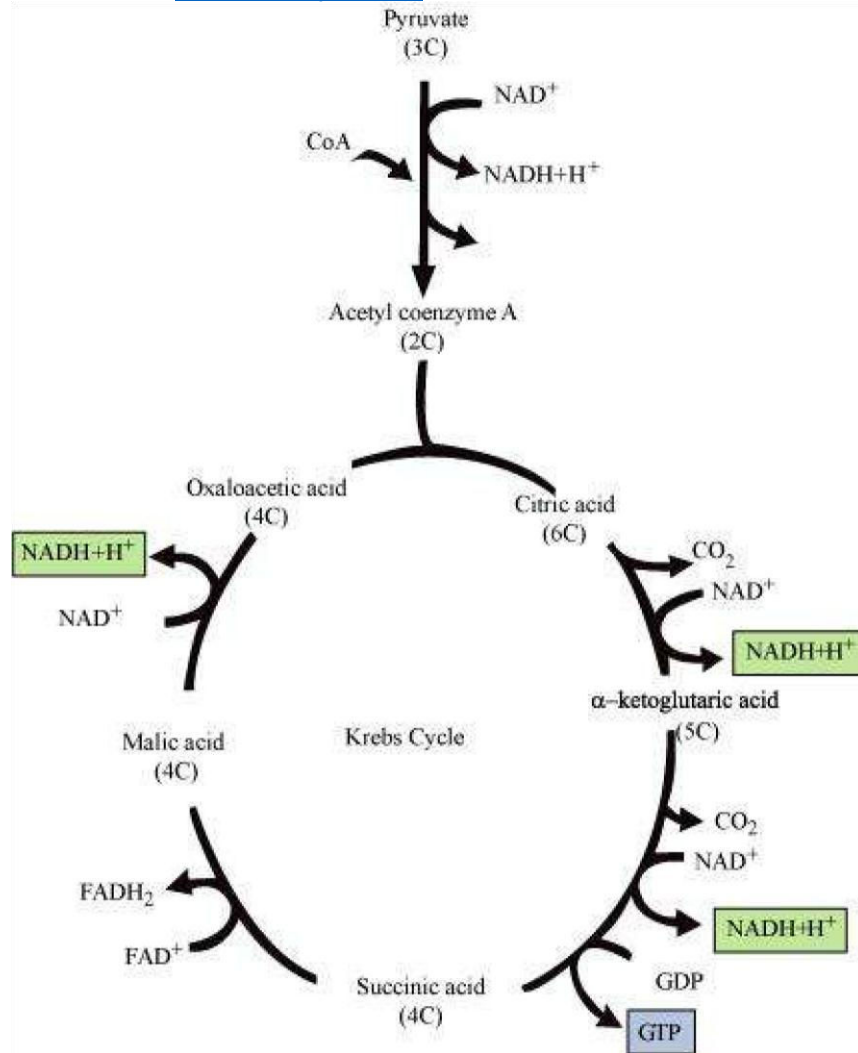 Pyruvate
(3C)
NAD⁺
CoA
NADH+H⁺
Acetyl coenzyme A
(2C)
Oxaloacetic acid
(4C)
Citric acid
(6C)
NADH+H⁺
NAD⁺
CO₂
NAD⁺
NADH+H⁺
α–ketoglutaric acid
(5C)
Malic acid
(4C)
Krebs Cycle
CO₂
NAD⁺
NADH+H⁺
FADH₂
FAD⁺
GDP
GTP
Succinic acid
(4C)